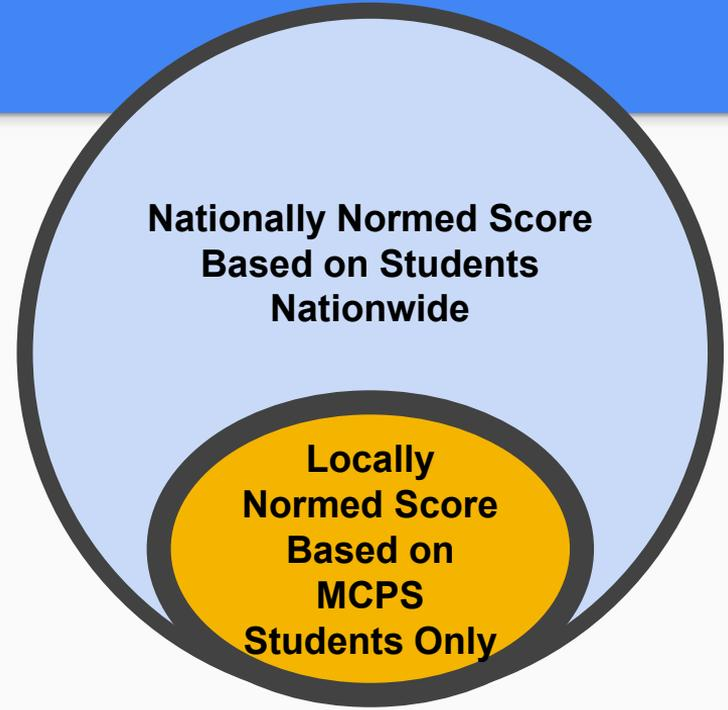 Nationally Normed Score
Based on Students
Nationwide
Locally
Normed Score
Based on
MCPS
Students Only